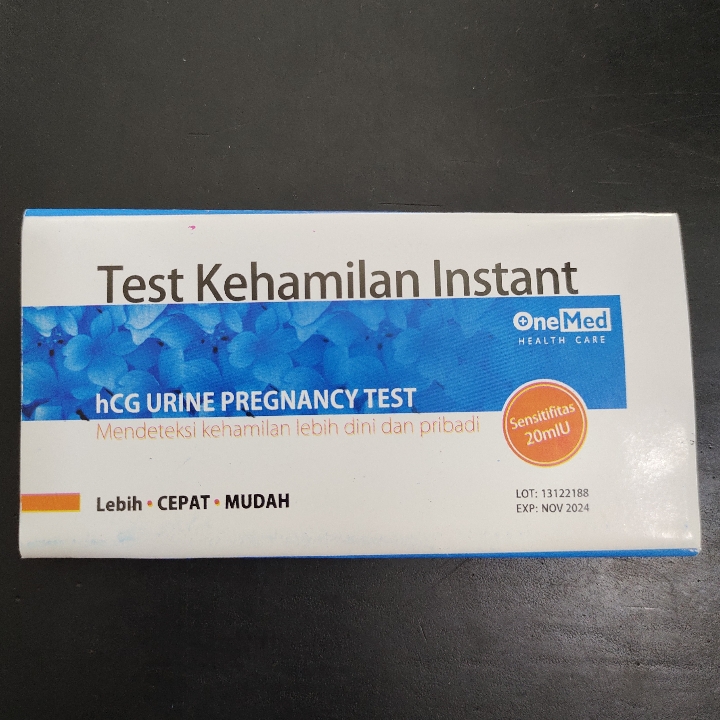 Test Kehamilan Instant
OneMed
HEALTH CARE
hCG URINE PREGNANCY TEST
Mendeteksi kehamilan lebih dini dan pribadi
Sensitifitas
20mIU
Lebih • CEPAT • MUDAH
LOT: 13122188
EXP: NOV 2024